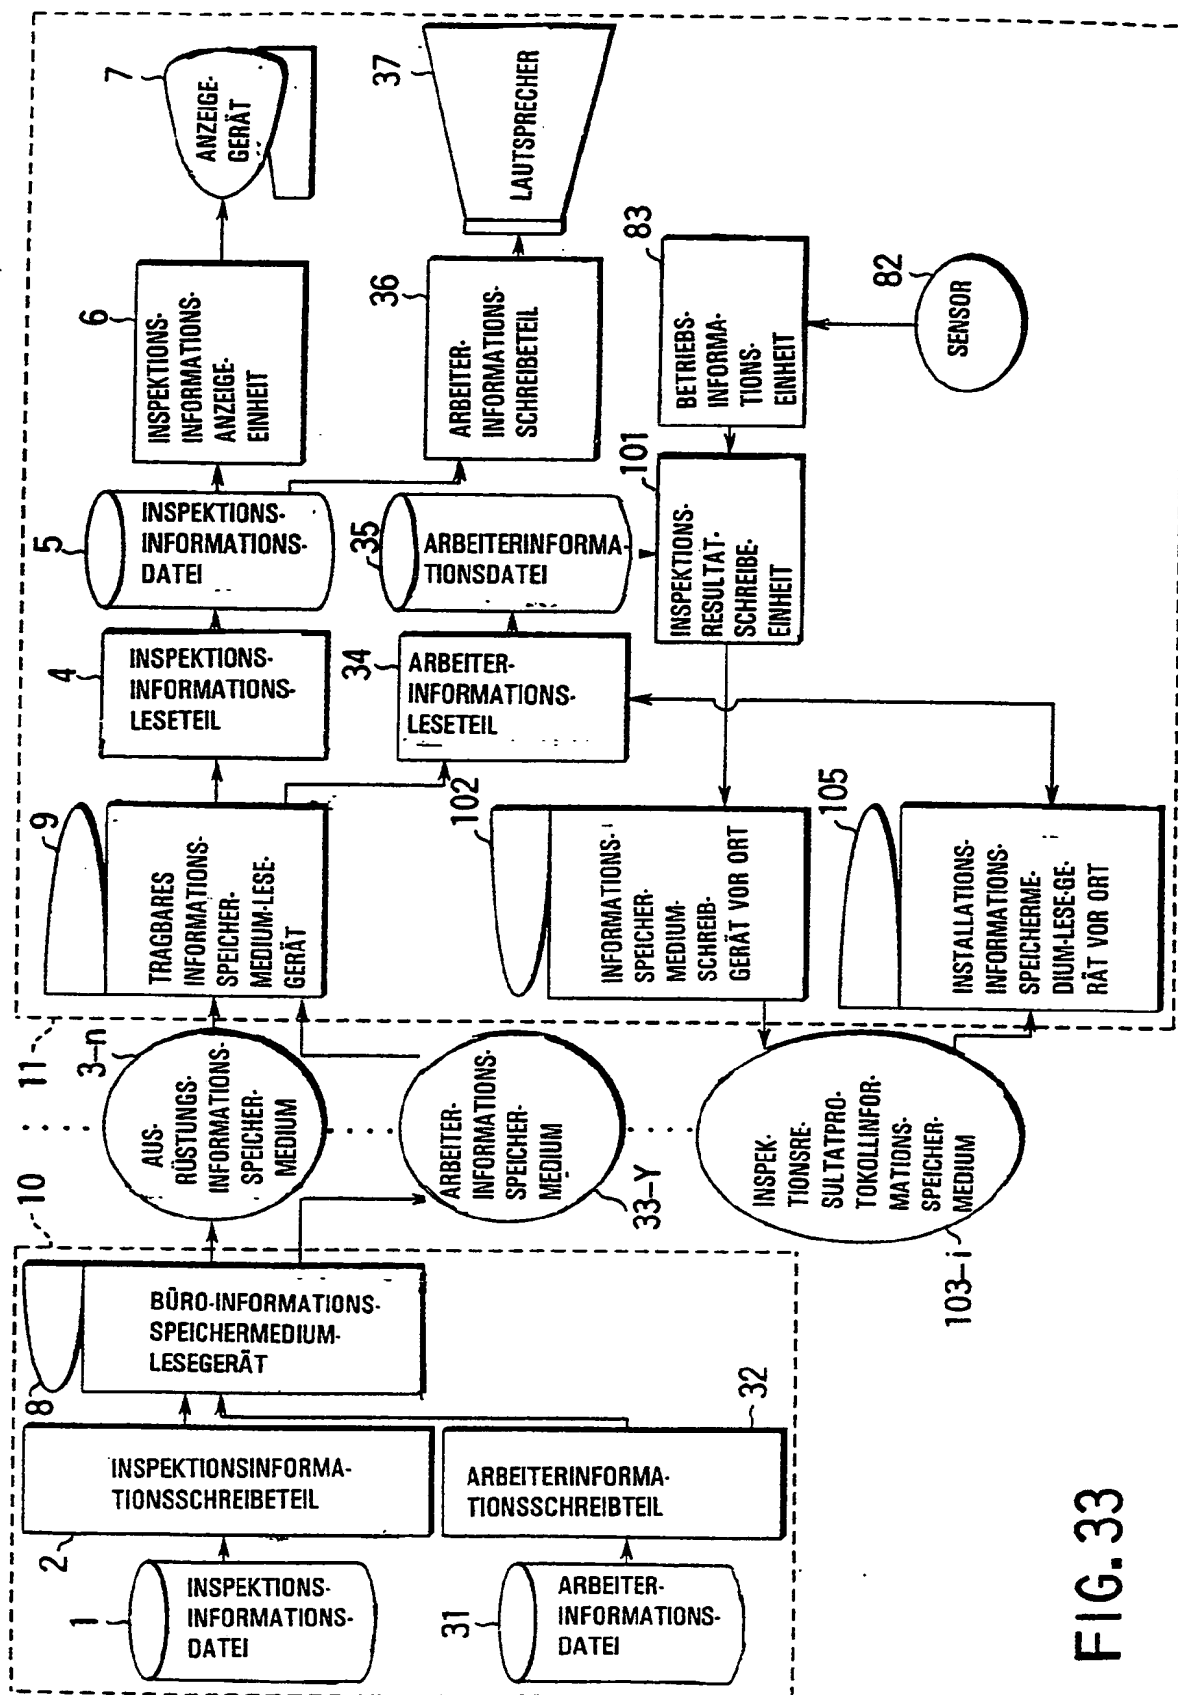 1
INSPEKTIONS-
INFORMATIONS-
DATEI
2
INSPEKTIONSINFORMA-
TIONSSCHREIBETEIL
8
BÜRO-INFORMATIONS-
SPEICHERMEDIUM-
LESEGERÄT
10
31
ARBEITER-
INFORMATIONS-
DATEI
32
ARBEITERINFORMA-
TIONSSCHREIBTEIL
3-n
AUS-
RÜSTUNGS-
INFORMATIONS-
SPEICHER-
MEDIUM
33-Y
ARBEITER-
INFORMATIONS-
SPEICHER-
MEDIUM
103-i
INSPEK-
TIONSRE-
SULTATPRO-
TOKOLLINFOR-
MATIONS-
SPEICHER-
MEDIUM
11
9
TRAGBARES
INFORMATIONS-
SPEICHER-
MEDIUM-LESE-
GERÄT
4
INSPEKTIONS-
INFORMATIONS-
LESETEIL
5
INSPEKTIONS-
INFORMATIONS-
DATEI
6
INSPEKTIONS-
INFORMATIONS-
ANZEIGE-
EINHEIT
7
ANZEIGE-
GERÄT
34
ARBEITER-
INFORMATIONS-
LESETEIL
35
ARBEITERINFORMA-
TIONSDATEI
36
ARBEITER-
INFORMATIONS-
SCHREIBETEIL
37
LAUTSPRECHER
102
INFORMATIONS-
SPEICHER-
MEDIUM-
SCHREIB-
GERÄT VOR ORT
101
INSPEKTIONS-
RESULTAT-
SCHREIBE-
EINHEIT
83
BETRIEBS-
INFORMA-
TIONS-
EINHEIT
82
SENSOR
105
INSTALLATIONS-
INFORMATIONS-
SPEICHERME-
DIUM-LESE-GE-
RÄT VOR ORT
FIG. 33